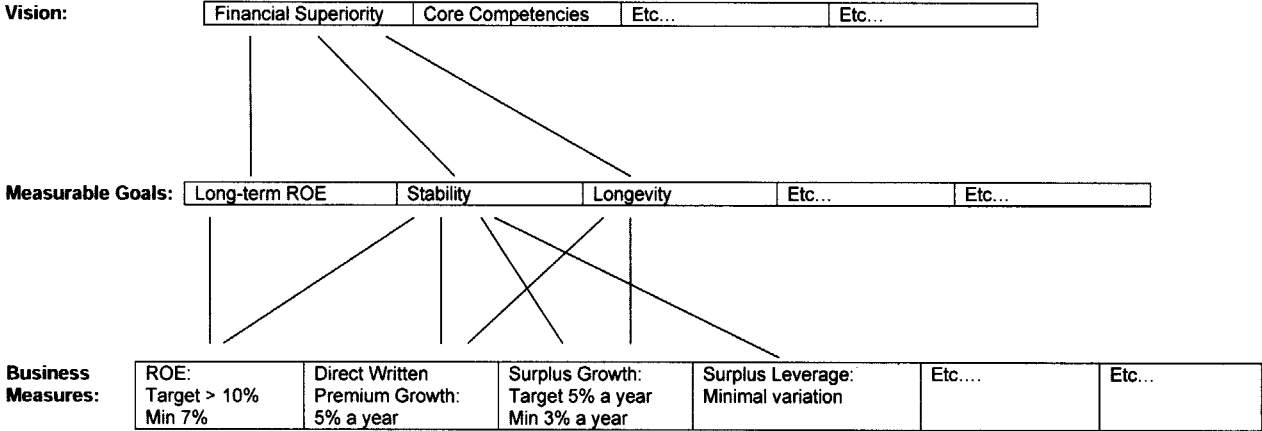 Vision: Financial Superiority Core Competencies Etc... Etc...
Measurable Goals: Long-term ROE Stability Longevity Etc... Etc...
Business Measures:
ROE:
Target > 10%
Min 7%
Direct Written
Premium Growth:
5% a year
Surplus Growth:
Target 5% a year
Min 3% a year
Surplus Leverage:
Minimal variation
Etc....
Etc...